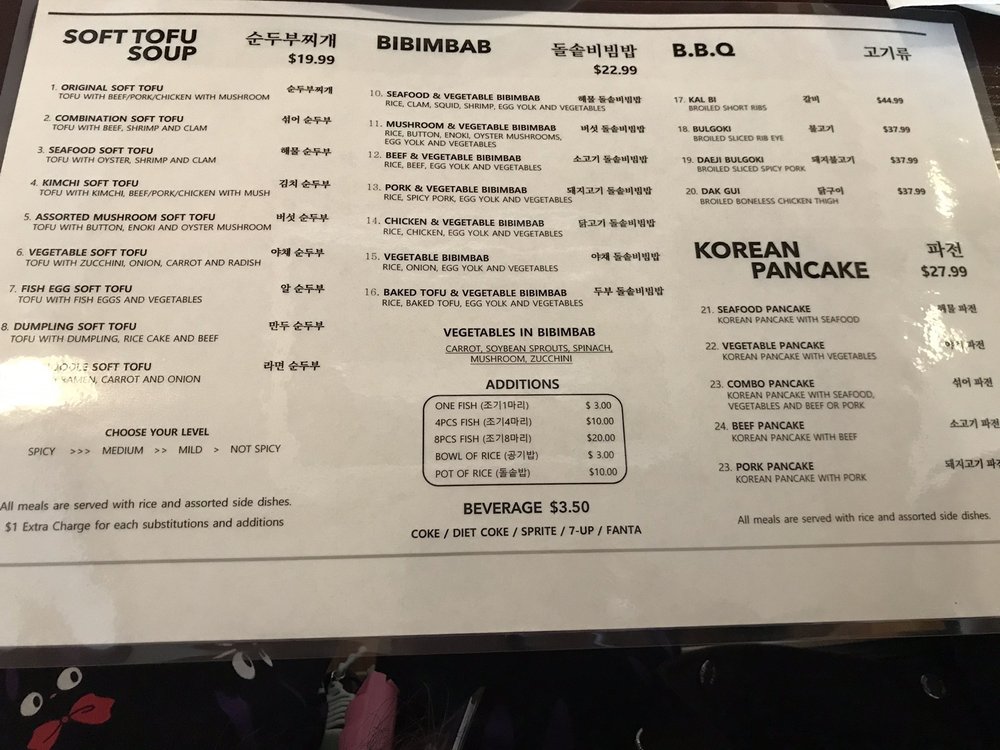 SOFT TOFU SOUP 순두부찌개
$19.99
1. ORIGINAL SOFT TOFU 순두부찌개
TOFU WITH BEEF/PORK/CHICKEN WITH MUSHROOM
2. COMBINATION SOFT TOFU 섞어 순두부
TOFU WITH BEEF, SHRIMP AND CLAM
3. SEAFOOD SOFT TOFU 해물 순두부
TOFU WITH OYSTER, SHRIMP AND CLAM
4. KIMCHI SOFT TOFU 김치 순두부
TOFU WITH KIMCHI, BEEF/PORK/CHICKEN WITH MUSH
5. ASSORTED MUSHROOM SOFT TOFU 버섯 순두부
TOFU WITH BUTTON, ENOKI AND OYSTER MUSHROOM
6. VEGETABLE SOFT TOFU 야채 순두부
TOFU WITH ZUCCHINI, ONION, CARROT AND RADISH
7. FISH EGG SOFT TOFU 알 순두부
TOFU WITH FISH EGGS AND VEGETABLES
8. DUMPLING SOFT TOFU 만두 순두부
TOFU WITH DUMPLING, RICE CAKE AND BEEF
SOFT TOFU 라면 순두부
RAMEN, CARROT AND ONION
CHOOSE YOUR LEVEL
SPICY >>> MEDIUM >> MILD > NOT SPICY
All meals are served with rice and assorted side dishes.
$1 Extra Charge for each substitutions and additions
BIBIMBAB 돌솥비빔밥
$22.99
10. SEAFOOD & VEGETABLE BIBIMBAB 해물 돌솥비빔밥
RICE, CLAM, SQUID, SHRIMP, EGG YOLK AND VEGETABLES
11. MUSHROOM & VEGETABLE BIBIMBAB 버섯 돌솥비빔밥
RICE, BUTTON, ENOKI, OYSTER MUSHROOMS,
EGG YOLK AND VEGETABLES
12. BEEF & VEGETABLE BIBIMBAB 소고기 돌솥비빔밥
RICE, BEEF, EGG YOLK AND VEGETABLES
13. PORK & VEGETABLE BIBIMBAB 돼지고기 돌솥비빔밥
RICE, SPICY PORK, EGG YOLK AND VEGETABLES
14. CHICKEN & VEGETABLE BIBIMBAB 닭고기 돌솥비빔밥
RICE, CHICKEN, EGG YOLK AND VEGETABLES
15. VEGETABLE BIBIMBAB 야채 돌솥비빔밥
RICE, ONION, EGG YOLK AND VEGETABLES
16. BAKED TOFU & VEGETABLE BIBIMBAB 두부 돌솥비빔밥
RICE, BAKED TOFU, EGG YOLK AND VEGETABLES
VEGETABLES IN BIBIMBAB
CARROT, SOYBEAN SPROUTS, SPINACH,
MUSHROOM, ZUCCHINI
ADDITIONS
ONE FISH (조기1마리) $ 3.00
4PCS FISH (조기4마리) $10.00
8PCS FISH (조기8마리) $20.00
BOWL OF RICE (공기밥) $ 3.00
POT OF RICE (돌솥밥) $10.00
BEVERAGE $3.50
COKE / DIET COKE / SPRITE / 7-UP / FANTA
B.B.Q 고기류
17. KAL BI 갈비 $44.99
BROILED SHORT RIBS
18. BULGOKI 불고기 $37.99
BROILED SLICED RIB EYE
19. DAEJI BULGOKI 돼지불고기 $37.99
BROILED SLICED SPICY PORK
20. DAK GUI 닭구이 $37.99
BROILED BONELESS CHICKEN THIGH
KOREAN PANCAKE 파전
$27.99
21. SEAFOOD PANCAKE 해물 파전
KOREAN PANCAKE WITH SEAFOOD
22. VEGETABLE PANCAKE 파전
KOREAN PANCAKE WITH VEGETABLES
23. COMBO PANCAKE 섞어 파전
KOREAN PANCAKE WITH SEAFOOD,
VEGETABLES AND BEEF OR PORK
24. BEEF PANCAKE 소고기 파전
KOREAN PANCAKE WITH BEEF
23. PORK PANCAKE 돼지고기 파전
KOREAN PANCAKE WITH PORK
All meals are served with rice and assorted side dishes.